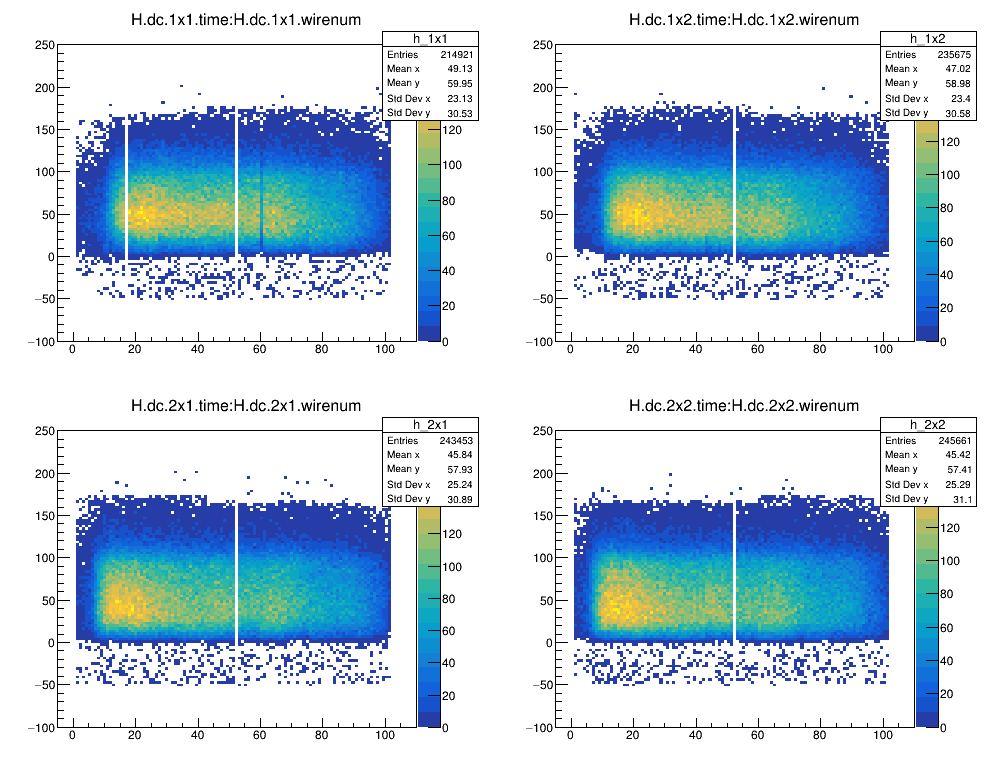 H.dc.1x1.time:H.dc.1x1.wirenum
h_1x1
Entries 214921
Mean x 49.13
Mean y 59.95
Std Dev x 23.13
Std Dev y 30.53
250
200
150
100
50
0
−50
−100
0 20 40 60 80 100
120
100
80
60
40
20
0
H.dc.1x2.time:H.dc.1x2.wirenum
h_1x2
Entries 235675
Mean x 47.02
Mean y 58.98
Std Dev x 23.4
Std Dev y 30.58
250
200
150
100
50
0
−50
−100
0 20 40 60 80 100
120
100
80
60
40
20
0
H.dc.2x1.time:H.dc.2x1.wirenum
h_2x1
Entries 243453
Mean x 45.84
Mean y 57.93
Std Dev x 25.24
Std Dev y 30.89
250
200
150
100
50
0
−50
−100
0 20 40 60 80 100
120
100
80
60
40
20
0
H.dc.2x2.time:H.dc.2x2.wirenum
h_2x2
Entries 245661
Mean x 45.42
Mean y 57.41
Std Dev x 25.29
Std Dev y 31.1
250
200
150
100
50
0
−50
−100
0 20 40 60 80 100
120
100
80
60
40
20
0